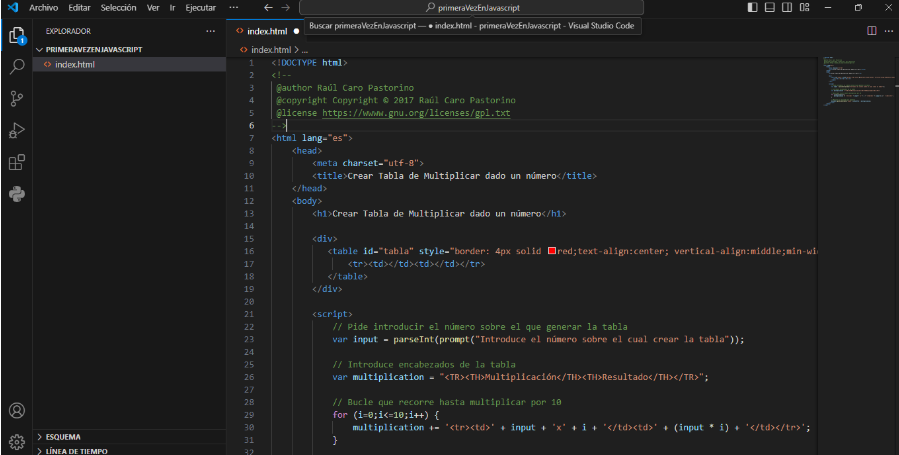 Archivo Editar Selección Ver Ir Ejecutar ··· primeraVezEnJavascript
Buscar primeraVezEnJavascript — ● index.html - primeraVezEnJavascript - Visual Studio Code
EXPLORADOR ···
PRIMERAVEZENJAVASCRIPT
<> index.html
1
<> index.html ●
<> index.html > ...
1 <!DOCTYPE html>
2 <!--
3 @author Raúl Caro Pastorino
4 @copyright Copyright © 2017 Raúl Caro Pastorino
5 @license https://wwww.gnu.org/licenses/gpl.txt
6 -->
7 <html lang="es">
8 <head>
9 <meta charset="utf-8">
10 <title>Crear Tabla de Multiplicar dado un número</title>
11 </head>
12 <body>
13 <h1>Crear Tabla de Multiplicar dado un número</h1>
14
15 <div>
16 <table id="tabla" style="border: 4px solid red;text-align:center; vertical-align:middle;min-wid
17 <tr><td></td><td></td></tr>
18 </table>
19 </div>
20
21 <script>
22 // Pide introducir el número sobre el que generar la tabla
23 var input = parseInt(prompt("Introduce el número sobre el cual crear la tabla"));
24
25 // Introduce encabezados de la tabla
26 var multiplication = "<TR><TH>Multiplicación</TH><TH>Resultado</TH></TR>";
27
28 // Bucle que recorre hasta multiplicar por 10
29 for (i=0;i<=10;i++) {
30 multiplication += '<tr><td>' + input + 'x' + i + '</td><td>' + (input * i) + '</td></tr>';
31 }
32
ESQUEMA
LÍNEA DE TIEMPO